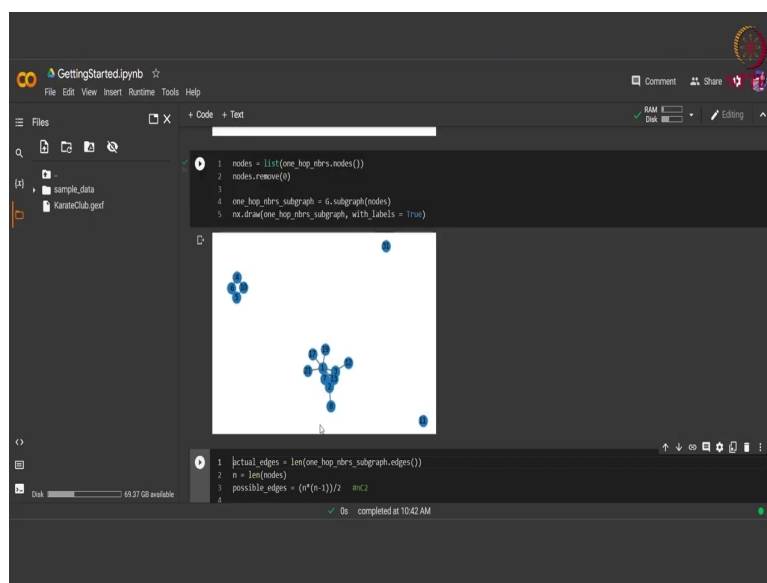 GettingStarted.ipynb
File Edit View Insert Runtime Tools Help
Comment
Share
Files
+ Code + Text
RAM
Disk
Editing
..
sample_data
KarateClub.gexf
{x}
1 nodes = list(one_hop_nbrs.nodes())
2 nodes.remove(0)
3
4 one_hop_nbrs_subgraph = G.subgraph(nodes)
5 nx.draw(one_hop_nbrs_subgraph, with_labels = True)
1 actual_edges = len(one_hop_nbrs_subgraph.edges())
2 n = len(nodes)
3 possible_edges = (n*(n-1))/2 #nC2
4
Disk 69.37 GB available
0s completed at 10:42 AM